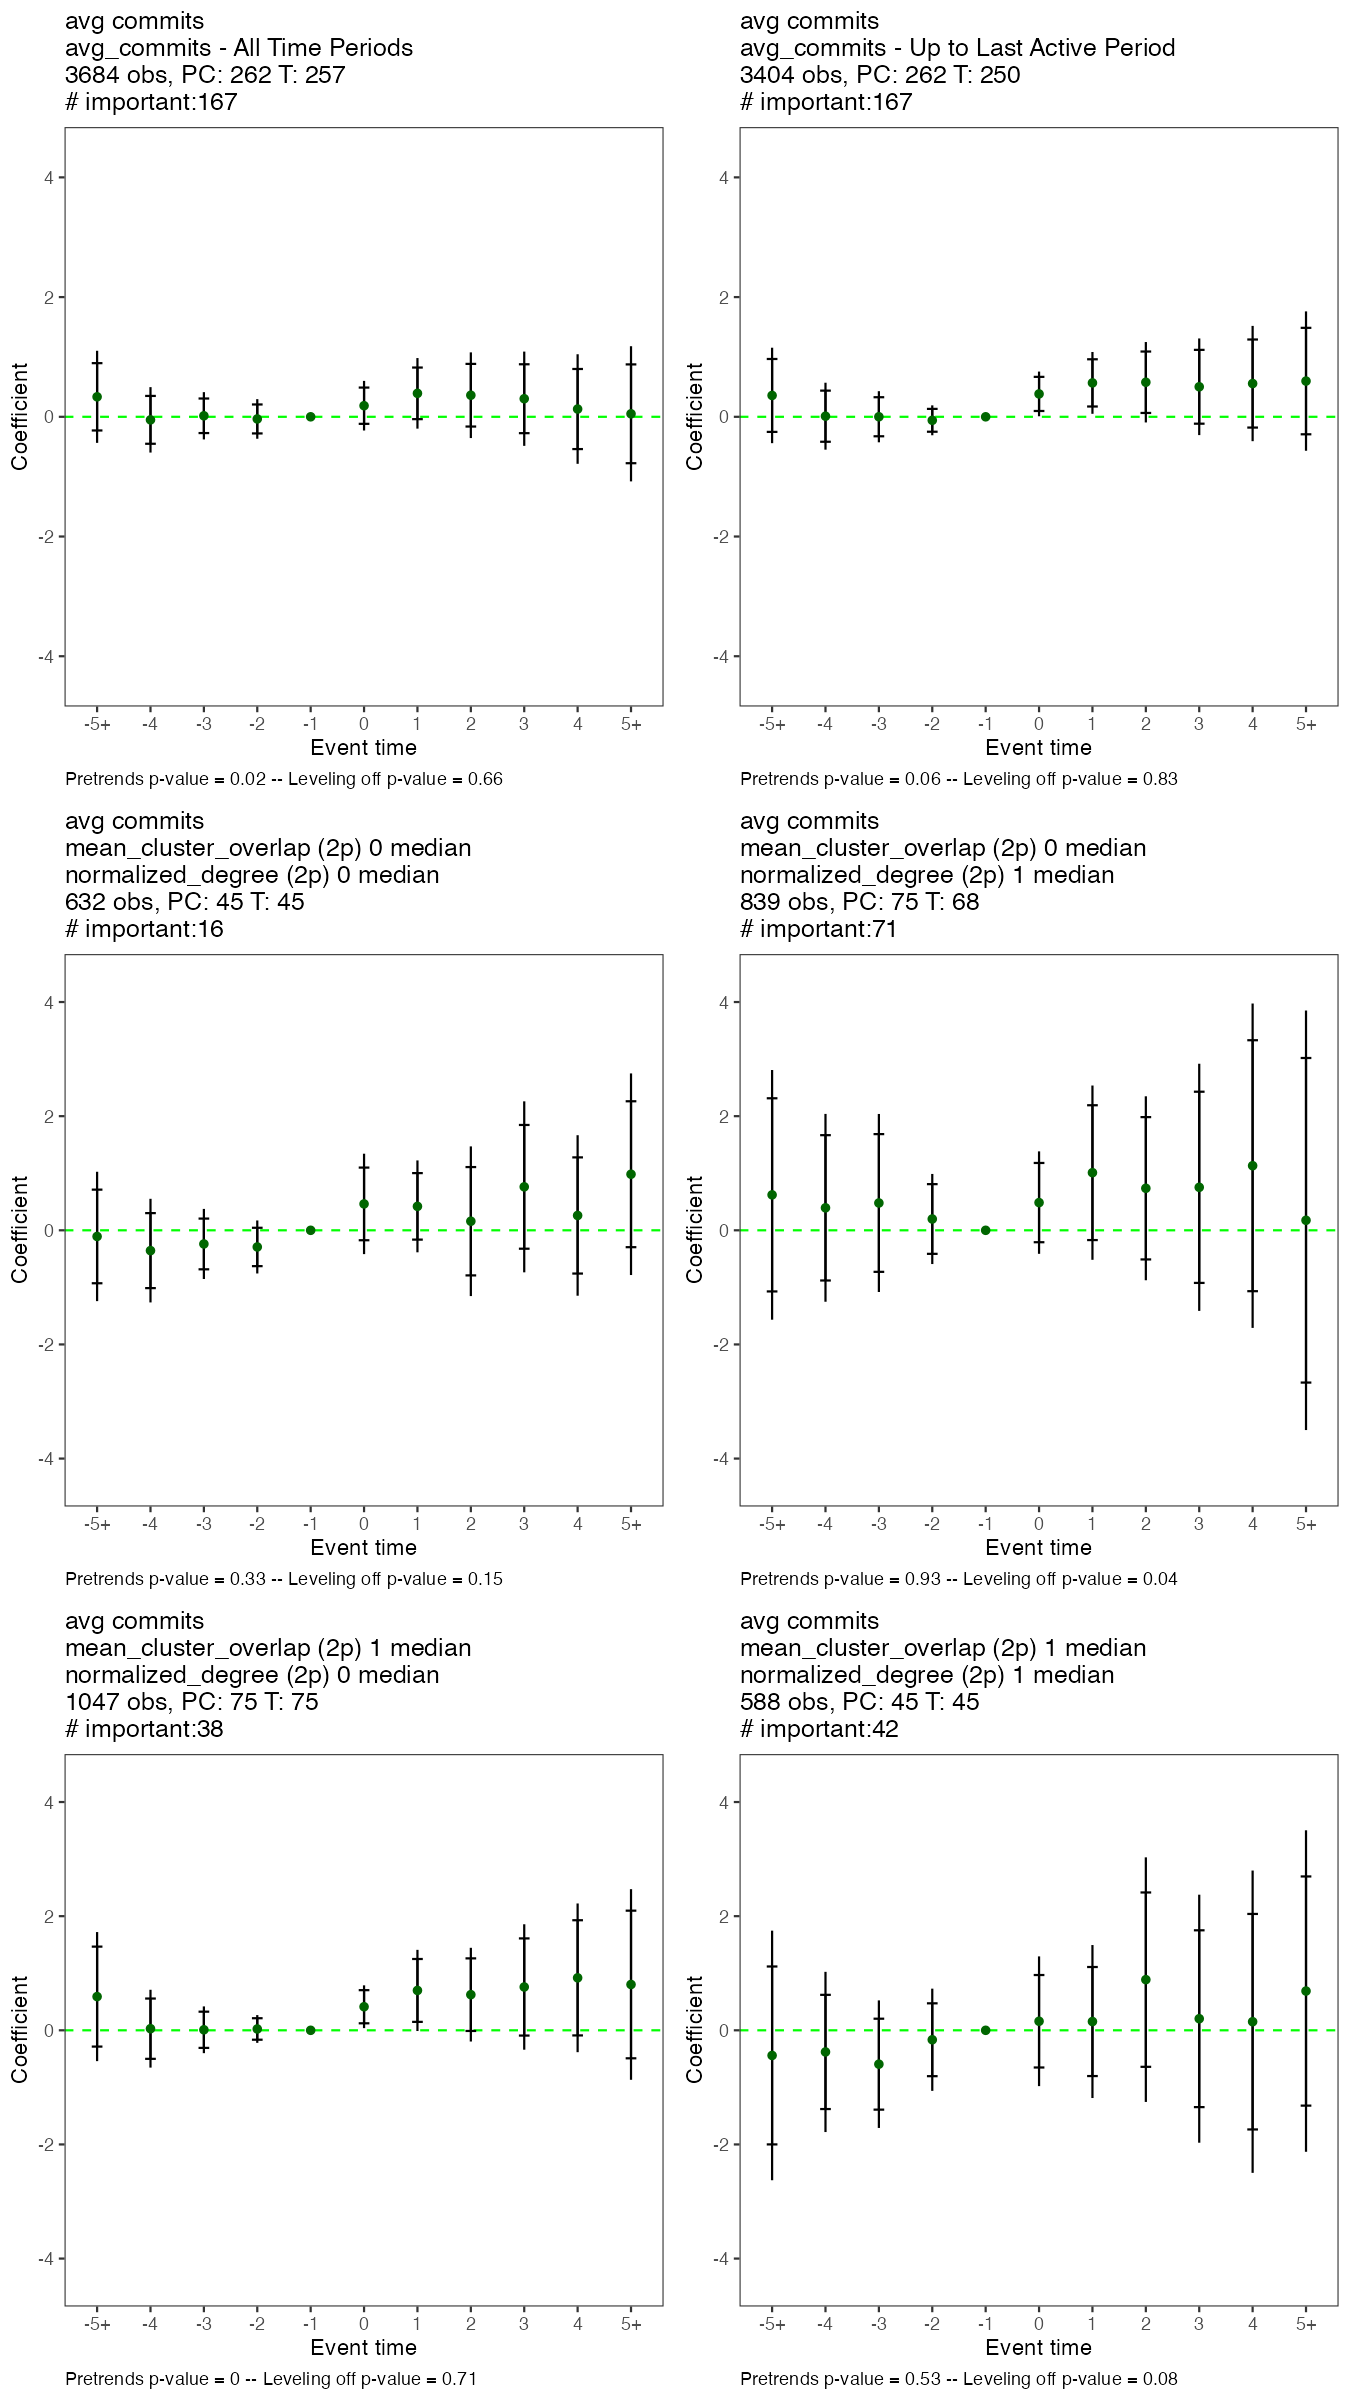 avg commits
avg_commits - All Time Periods
3684 obs, PC: 262 T: 257
# important:167
4
2
0
-2
-4
Coefficient
-5+ -4 -3 -2 -1 0 1 2 3 4 5+
Event time
Pretrends p-value = 0.02 -- Leveling off p-value = 0.66
avg commits
avg_commits - Up to Last Active Period
3404 obs, PC: 262 T: 250
# important:167
4
2
0
-2
-4
Coefficient
-5+ -4 -3 -2 -1 0 1 2 3 4 5+
Event time
Pretrends p-value = 0.06 -- Leveling off p-value = 0.83
avg commits
mean_cluster_overlap (2p) 0 median
normalized_degree (2p) 0 median
632 obs, PC: 45 T: 45
# important:16
4
2
0
-2
-4
Coefficient
-5+ -4 -3 -2 -1 0 1 2 3 4 5+
Event time
Pretrends p-value = 0.33 -- Leveling off p-value = 0.15
avg commits
mean_cluster_overlap (2p) 0 median
normalized_degree (2p) 1 median
839 obs, PC: 75 T: 68
# important:71
4
2
0
-2
-4
Coefficient
-5+ -4 -3 -2 -1 0 1 2 3 4 5+
Event time
Pretrends p-value = 0.93 -- Leveling off p-value = 0.04
avg commits
mean_cluster_overlap (2p) 1 median
normalized_degree (2p) 0 median
1047 obs, PC: 75 T: 75
# important:38
4
2
0
-2
-4
Coefficient
-5+ -4 -3 -2 -1 0 1 2 3 4 5+
Event time
Pretrends p-value = 0 -- Leveling off p-value = 0.71
avg commits
mean_cluster_overlap (2p) 1 median
normalized_degree (2p) 1 median
588 obs, PC: 45 T: 45
# important:42
4
2
0
-2
-4
Coefficient
-5+ -4 -3 -2 -1 0 1 2 3 4 5+
Event time
Pretrends p-value = 0.53 -- Leveling off p-value = 0.08